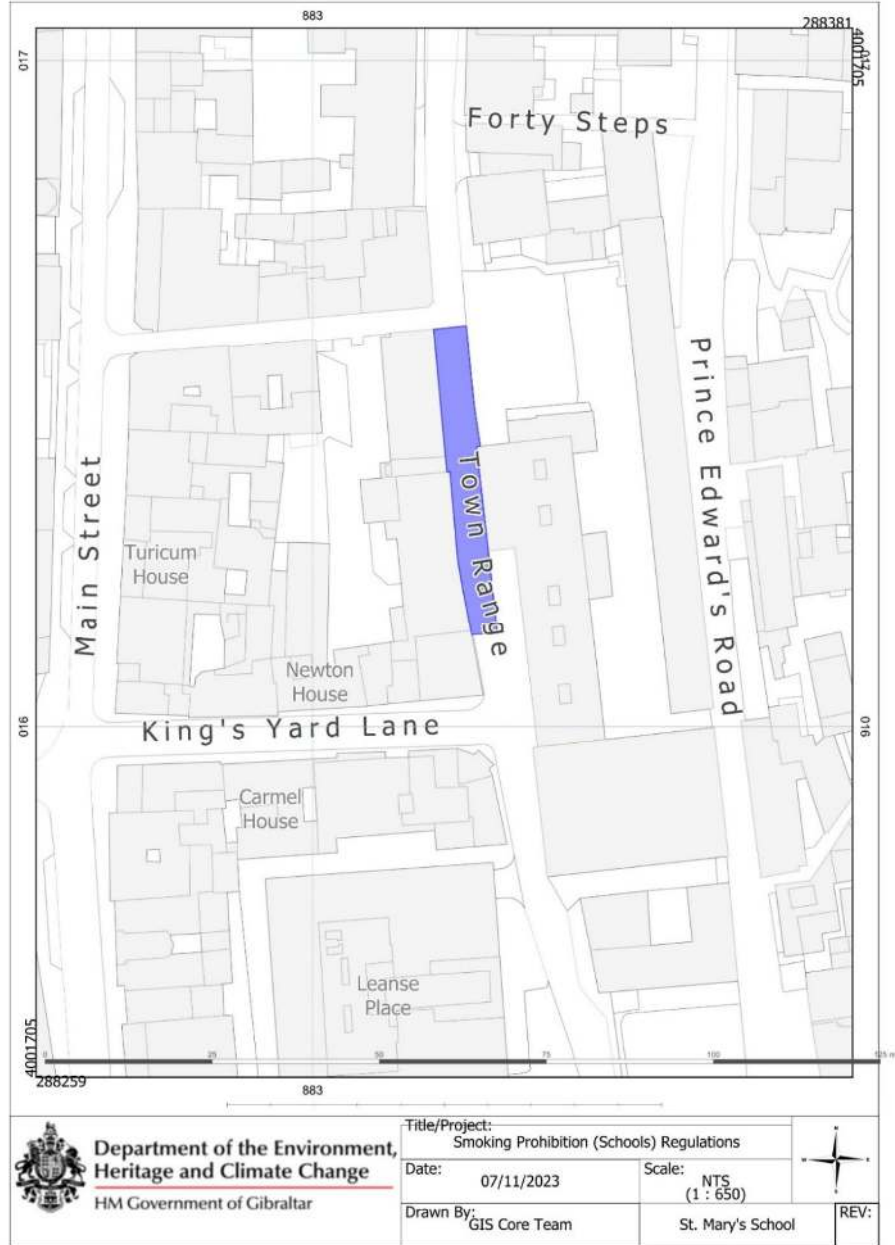 883
288381
4001705
017
017
Forty Steps
Prince Edward's Road
Town Range
Main Street
Turicum
House
Newton
House
016
King's Yard Lane
016
Carmel
House
Leanse
Place
4001705
0
25
50
75
100
125 m
288259
883
Department of the Environment,
Heritage and Climate Change
HM Government of Gibraltar
Title/Project:
Smoking Prohibition (Schools) Regulations
Date:
07/11/2023
Scale:
NTS
(1 : 650)
Drawn By:
GIS Core Team
St. Mary's School
REV:
N
W
E
S